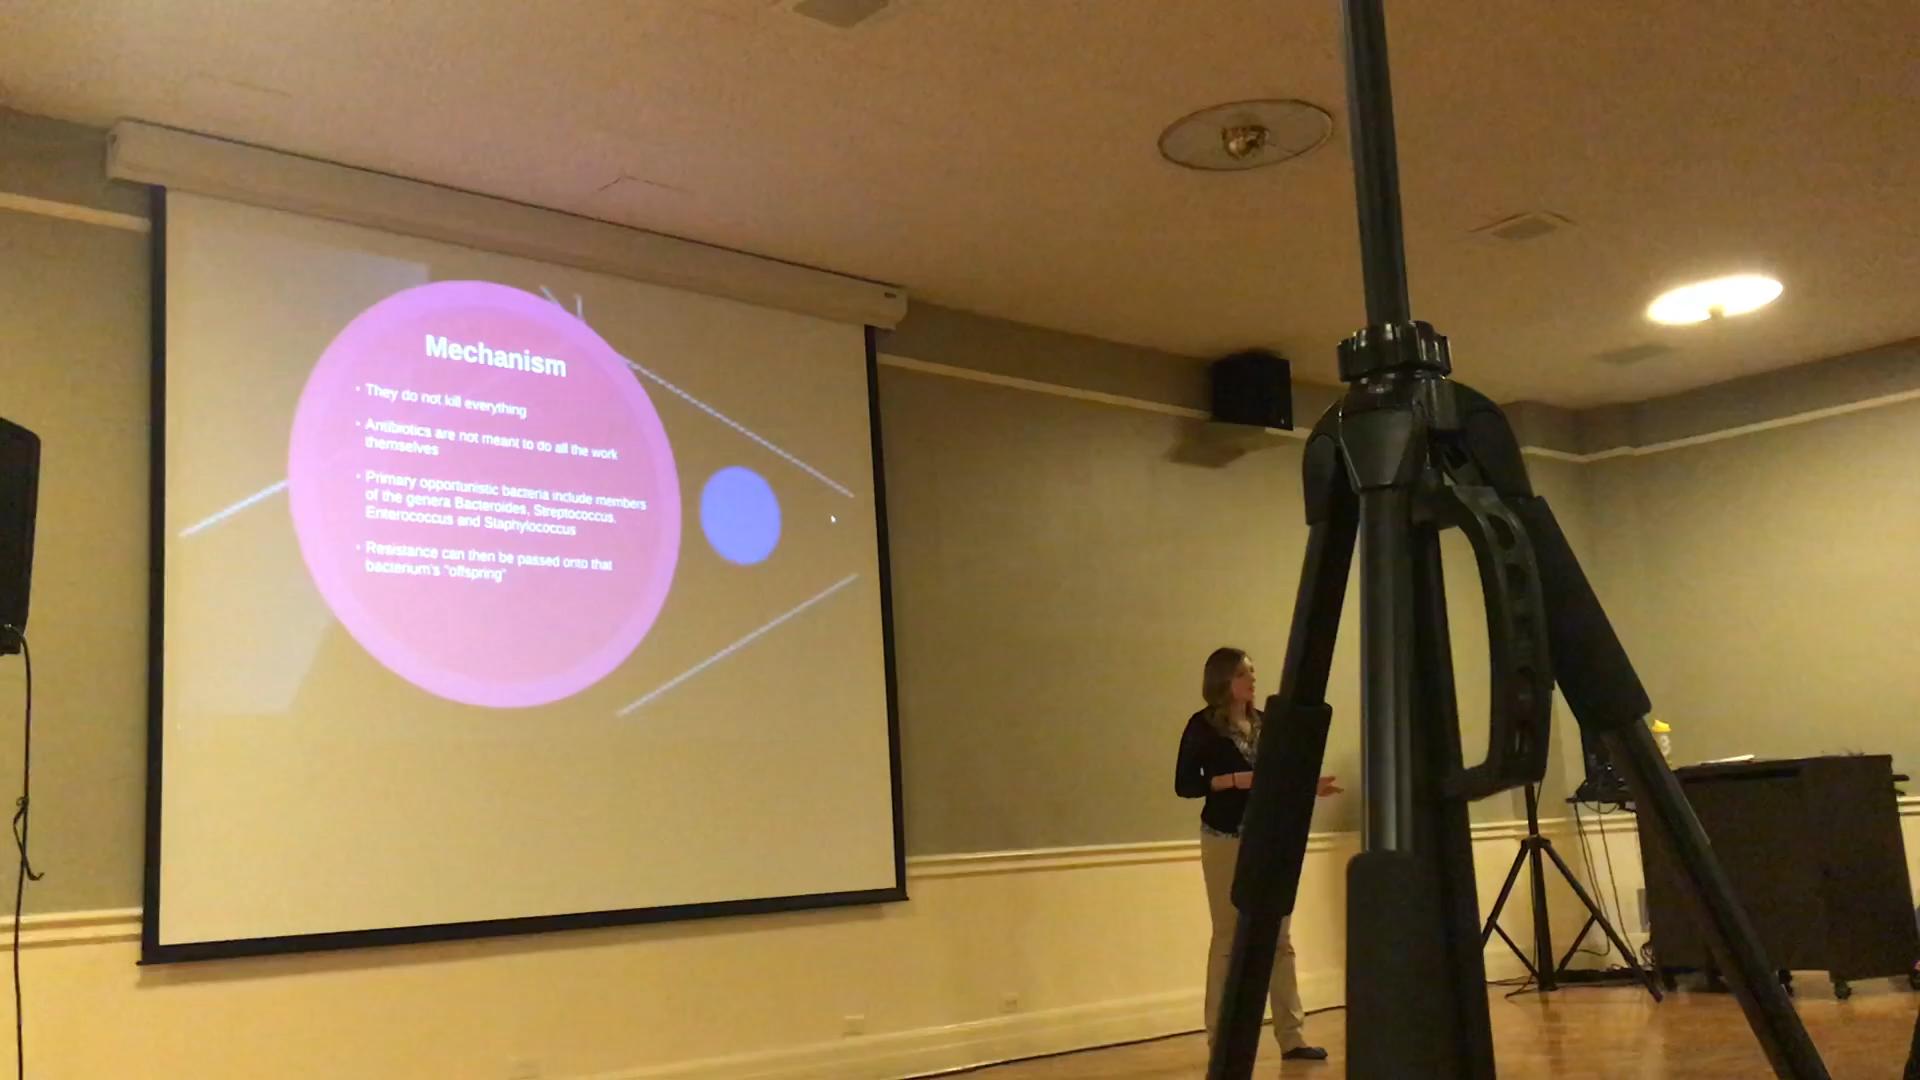 Mechanism
• They do not kill everything
• Antibiotics are not meant to do all the work
themselves
• Primary opportunistic bacteria include members
of the genera Bacteroides, Streptococcus,
Enterococcus and Staphylococcus
• Resistance can then be passed onto that
bacterium's "offspring"